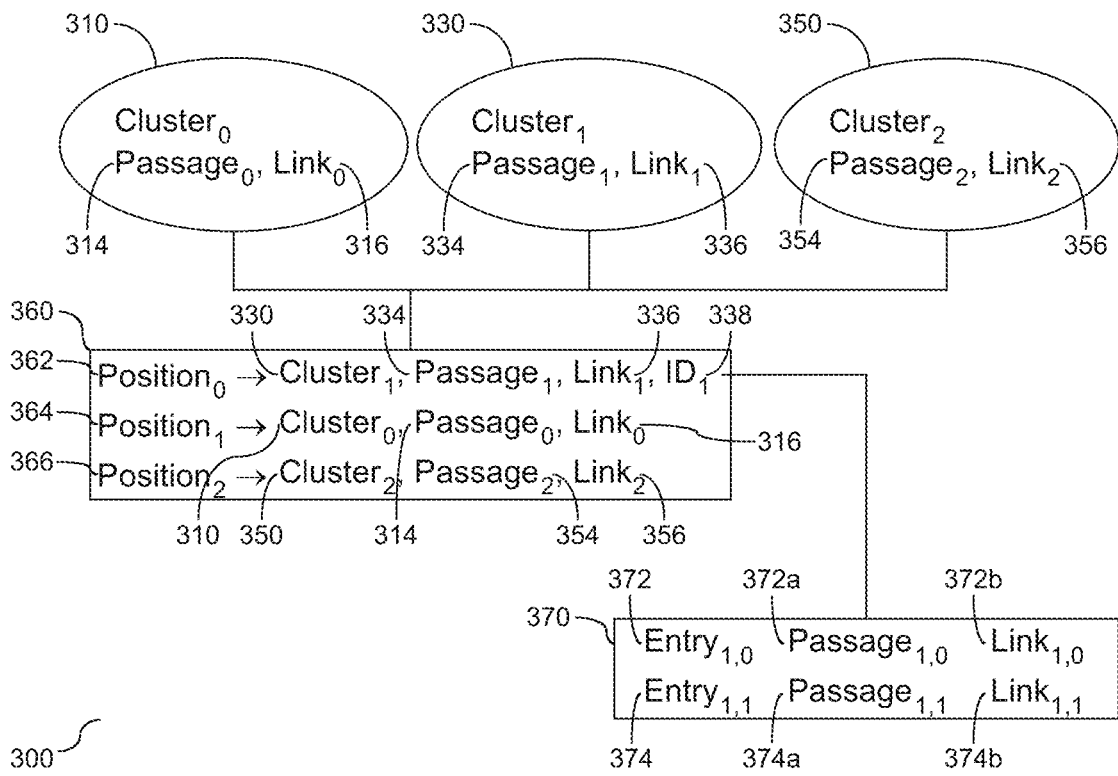 310 330 350
Cluster₀ Cluster₁ Cluster₂
Passage₀, Link₀ Passage₁, Link₁ Passage₂, Link₂
314 316 334 336 354 356
360 330 334 336 338
362 Position₀ → Cluster₁, Passage₁, Link₁, ID₁
364 Position₁ → Cluster₀, Passage₀, Link₀ 316
366 Position₂ → Cluster₂, Passage₂, Link₂
310 350 314 354 356
372 372a 372b
370 Entry₁,₀ Passage₁,₀ Link₁,₀
Entry₁,₁ Passage₁,₁ Link₁,₁
300 374 374a 374b